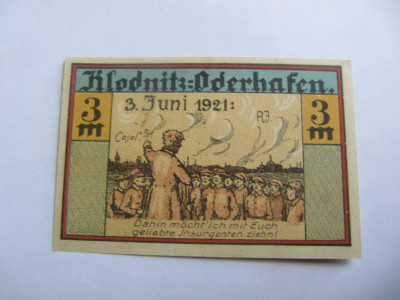 Klodnitz=Oderhafen.
3. Juni 1921:
3
m
3
m
Cosel
Dahin möcht' ich mit Euch
geliebte Insurgenten ziehn!